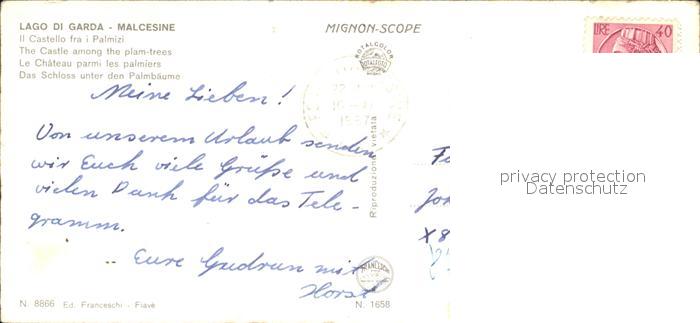 LAGO DI GARDA - MALCESINE
Il Castello fra i Palmizi
The Castle among the plam-trees
Le Château parmi les palmiers
Das Schloss unter den Palmbäume
MIGNON-SCOPE
ROTALCOLOR
ROTALFOTO
LIRE 40
Meine Lieben!
Von unserem Urlaub senden
wir Euch viele Grüße und
vielen Dank für das Tele-
gramm.
Eure Gudrun mit
Horst
Riproduzione vietata
privacy protection
Datenschutz
X8
N. 8866 Ed. Franceschi - Fiavè
N. 1658